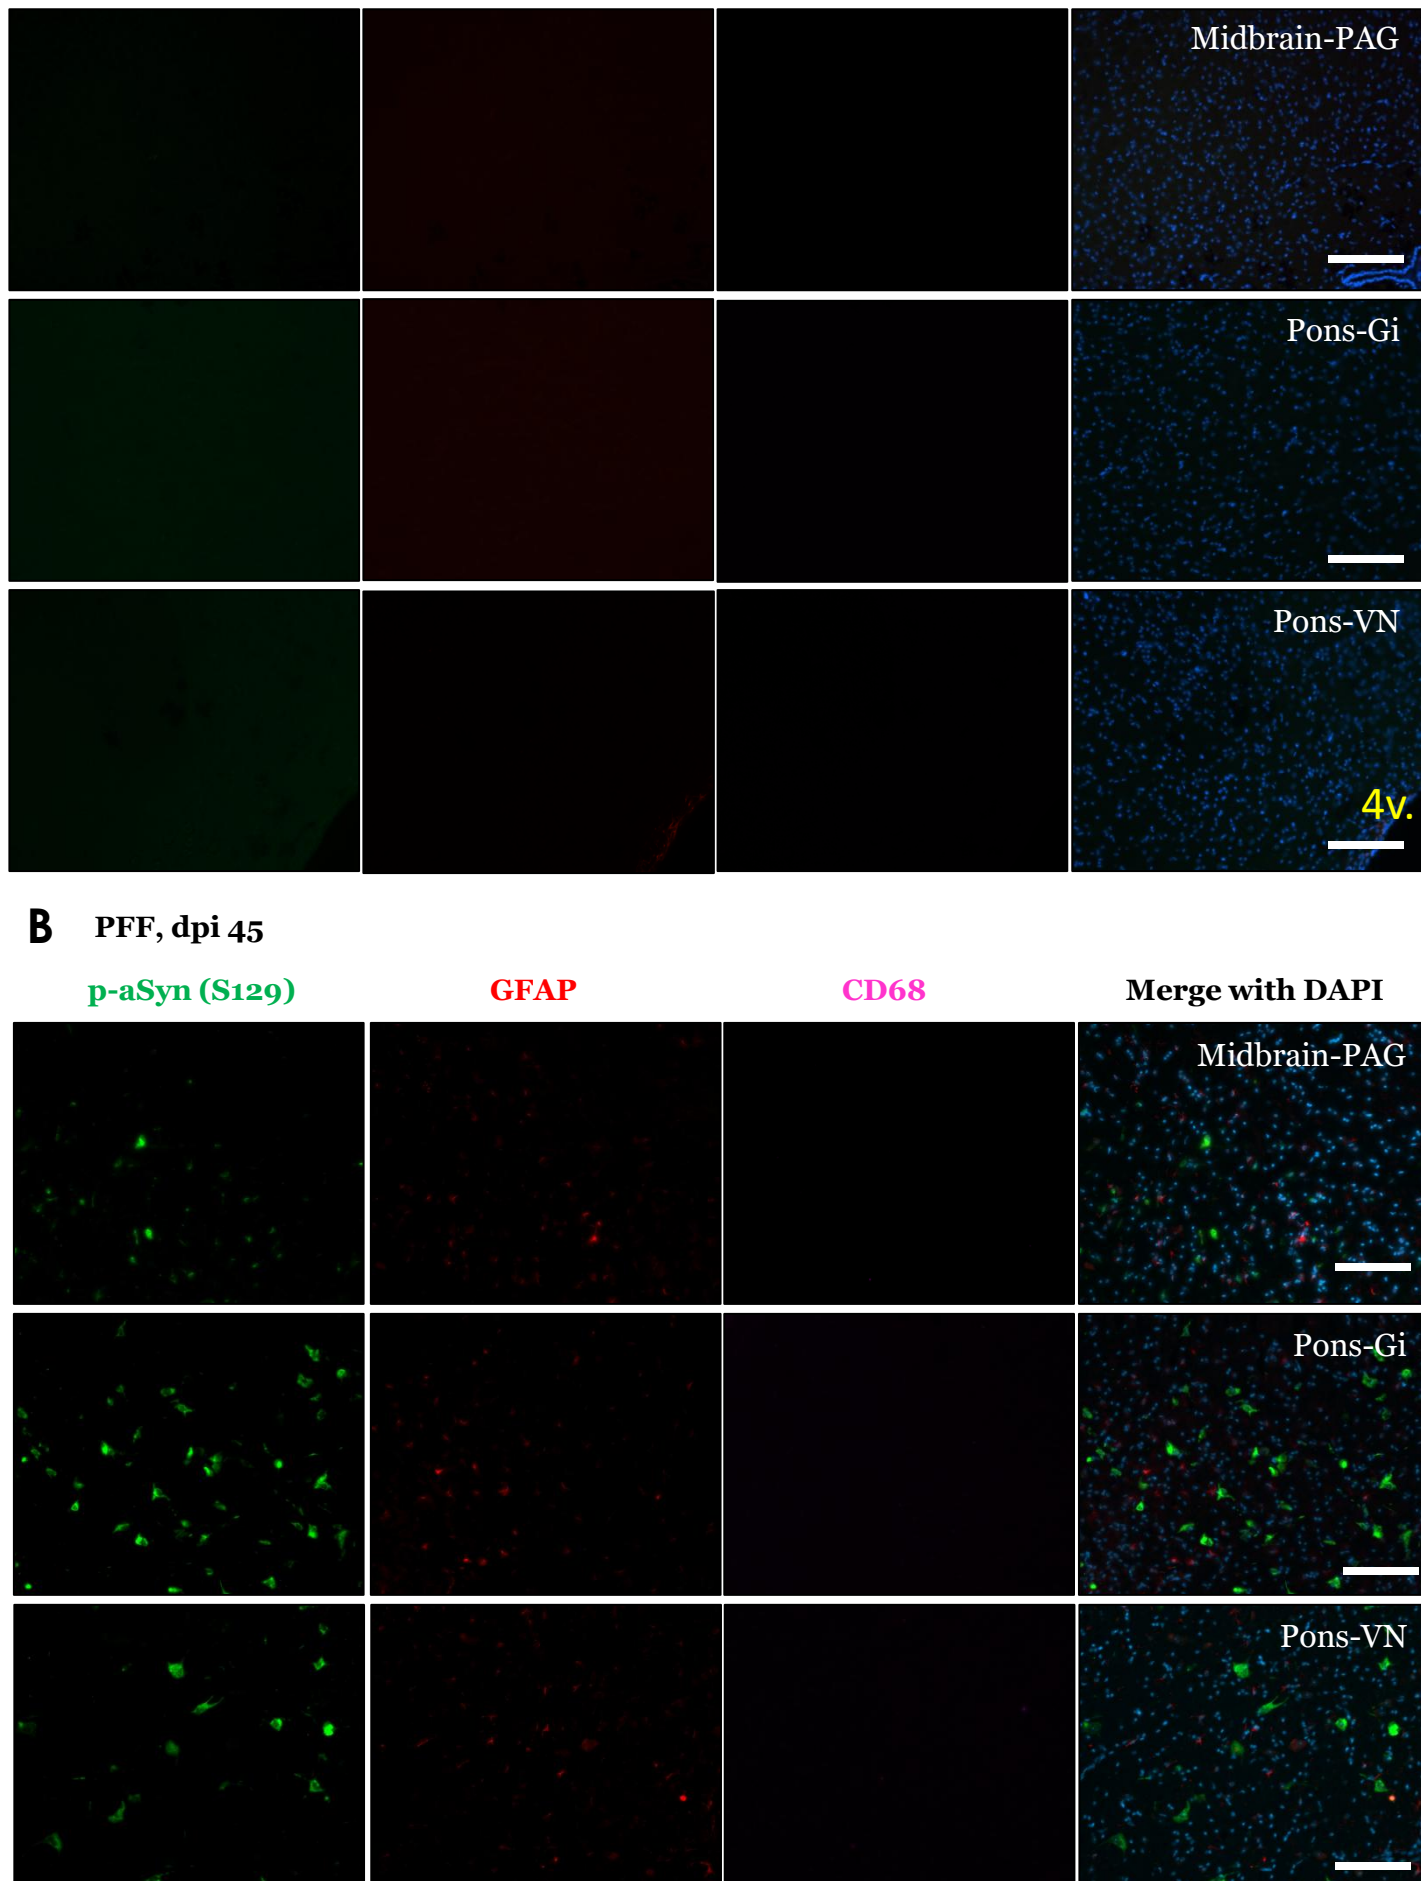 Midbrain-PAG
Pons-Gi
Pons-VN
4v.
B PFF, dpi 45
p-aSyn (S129) GFAP CD68 Merge with DAPI
Midbrain-PAG
Pons-Gi
Pons-VN